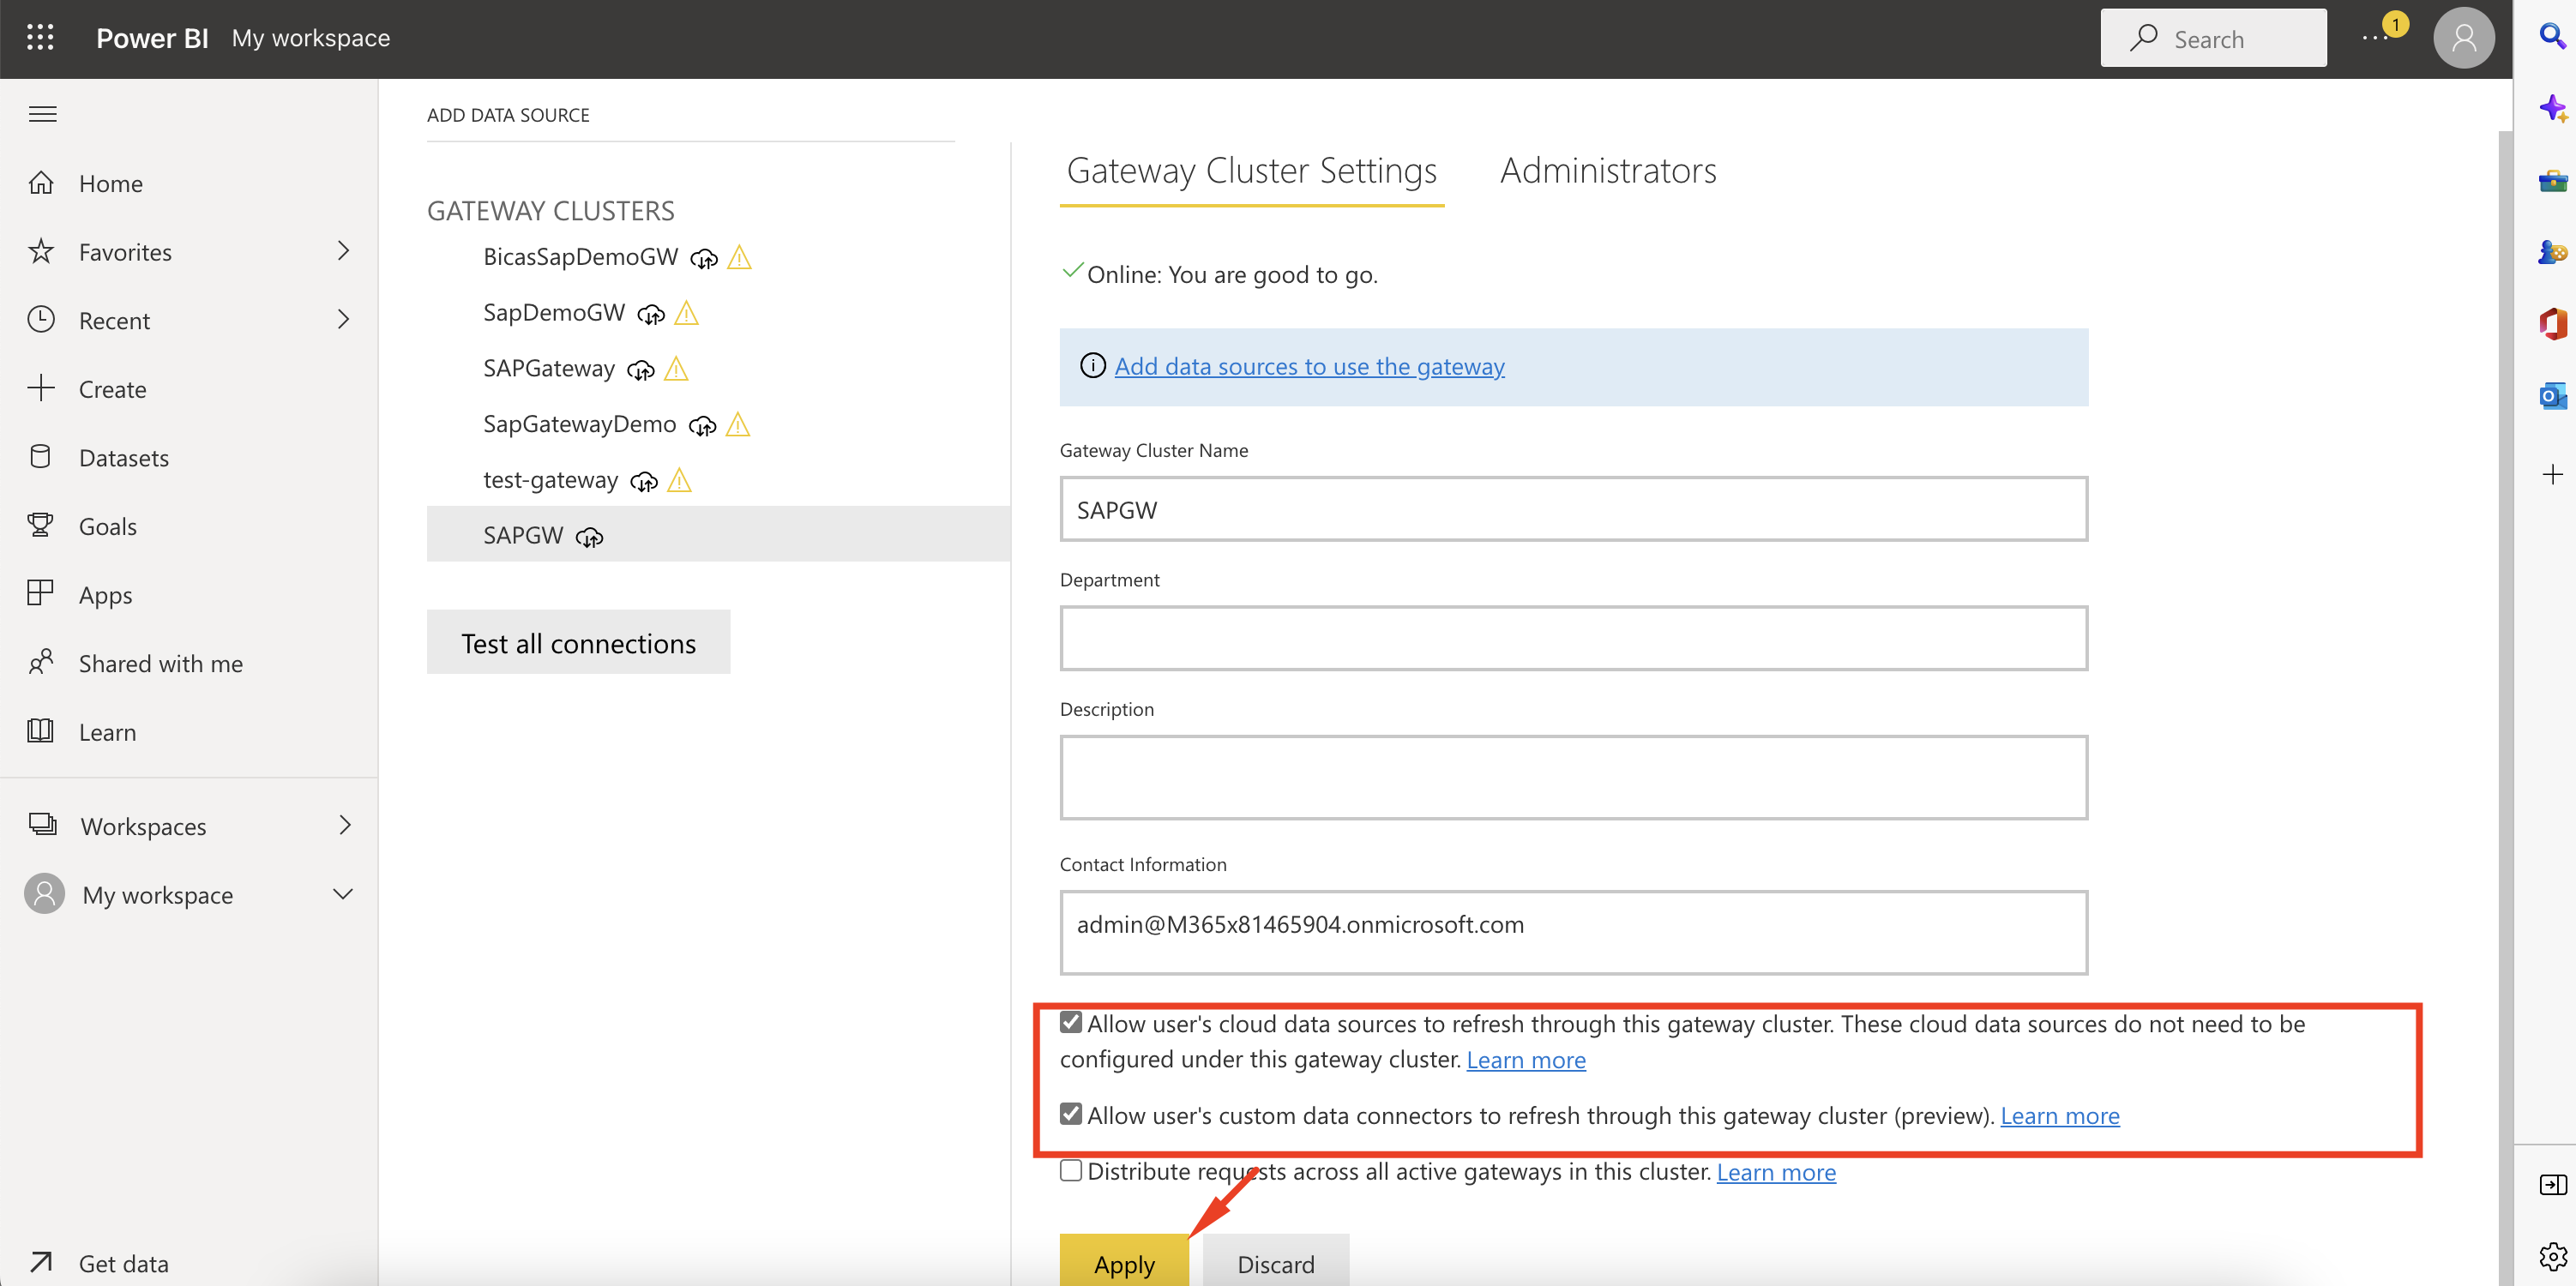 Power BI My workspace
Search
1
Home
Favorites
Recent
Create
Datasets
Goals
Apps
Shared with me
Learn
Workspaces
My workspace
Get data
ADD DATA SOURCE
GATEWAY CLUSTERS
BicasSapDemoGW
SapDemoGW
SAPGateway
SapGatewayDemo
test-gateway
SAPGW
Test all connections
Gateway Cluster Settings Administrators
Online: You are good to go.
Add data sources to use the gateway
Gateway Cluster Name
SAPGW
Department
Description
Contact Information
admin@M365x81465904.onmicrosoft.com
Allow user's cloud data sources to refresh through this gateway cluster. These cloud data sources do not need to be
configured under this gateway cluster. Learn more
Allow user's custom data connectors to refresh through this gateway cluster (preview). Learn more
Distribute requests across all active gateways in this cluster. Learn more
Apply Discard